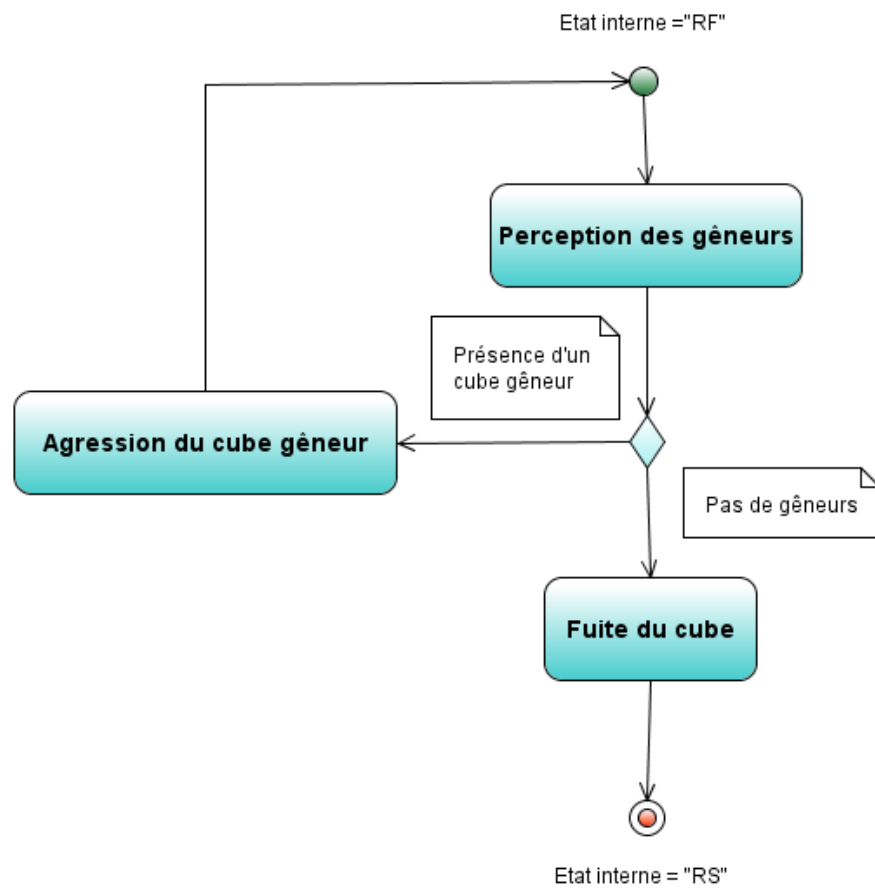 Etat interne ="RF"
Perception des gêneurs
Présence d'un
cube gêneur
Agression du cube gêneur
Pas de gêneurs
Fuite du cube
Etat interne = "RS"